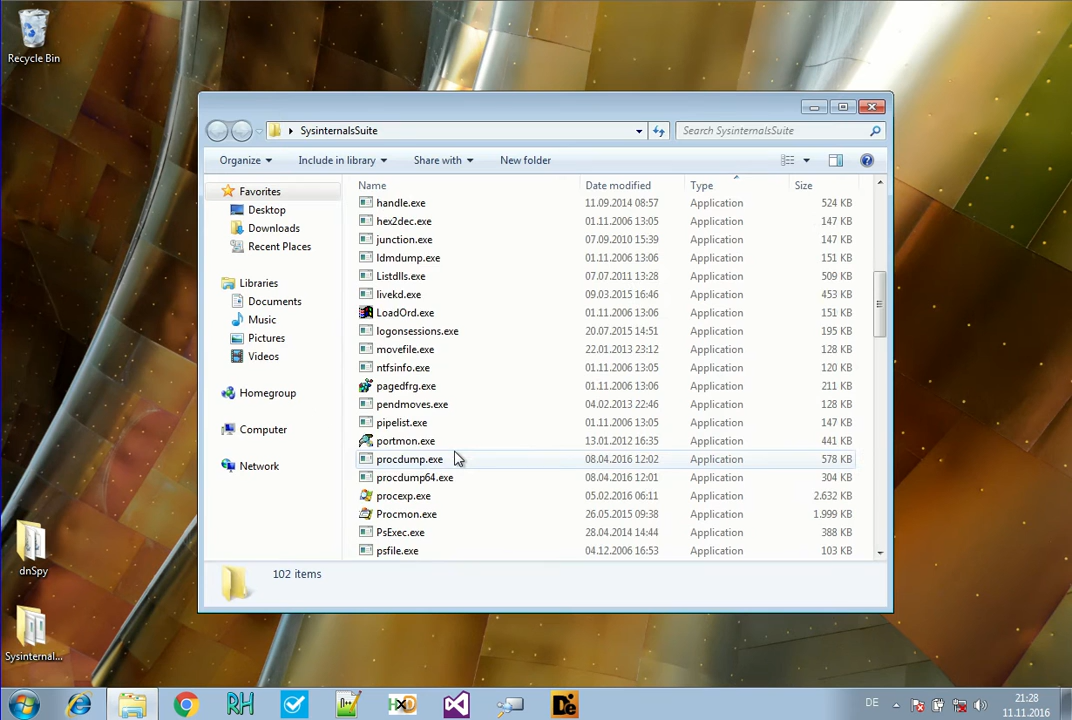 Recycle Bin
SysinternalsSuite
Search SysinternalsSuite
Organize
Include in library
Share with
New folder
Favorites
Desktop
Downloads
Recent Places
Libraries
Documents
Music
Pictures
Videos
Homegroup
Computer
Network
Name Date modified Type Size
handle.exe 11.09.2014 08:57 Application 524 KB
hex2dec.exe 01.11.2006 13:05 Application 147 KB
junction.exe 07.09.2010 15:39 Application 147 KB
ldmdump.exe 01.11.2006 13:06 Application 151 KB
Listdlls.exe 07.07.2011 13:28 Application 509 KB
livekd.exe 09.03.2015 16:46 Application 453 KB
LoadOrd.exe 01.11.2006 13:06 Application 151 KB
logonsessions.exe 20.07.2015 14:51 Application 195 KB
movefile.exe 22.01.2013 23:12 Application 128 KB
ntfsinfo.exe 01.11.2006 13:05 Application 120 KB
pagedfrg.exe 01.11.2006 13:06 Application 211 KB
pendmoves.exe 04.02.2013 22:46 Application 128 KB
pipelist.exe 01.11.2006 13:05 Application 147 KB
portmon.exe 13.01.2012 16:35 Application 441 KB
procdump.exe 08.04.2016 12:02 Application 578 KB
procdump64.exe 08.04.2016 12:01 Application 304 KB
procexp.exe 05.02.2016 06:11 Application 2.632 KB
Procmon.exe 26.05.2015 09:38 Application 1.999 KB
PsExec.exe 28.04.2014 14:44 Application 388 KB
psfile.exe 04.12.2006 16:53 Application 103 KB
102 items
dnSpy
Sysinternal...
RH
n++
HXD
De
DE
21:28
11.11.2016